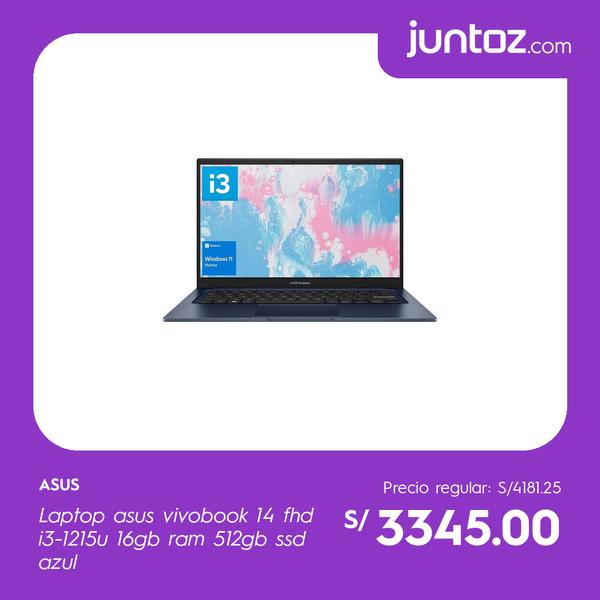 juntoz.com
i3
Windows 11
Home
ASUS
Laptop asus vivobook 14 fhd
i3-1215u 16gb ram 512gb ssd
azul
Precio regular: S/4181.25
S/ 3345.00